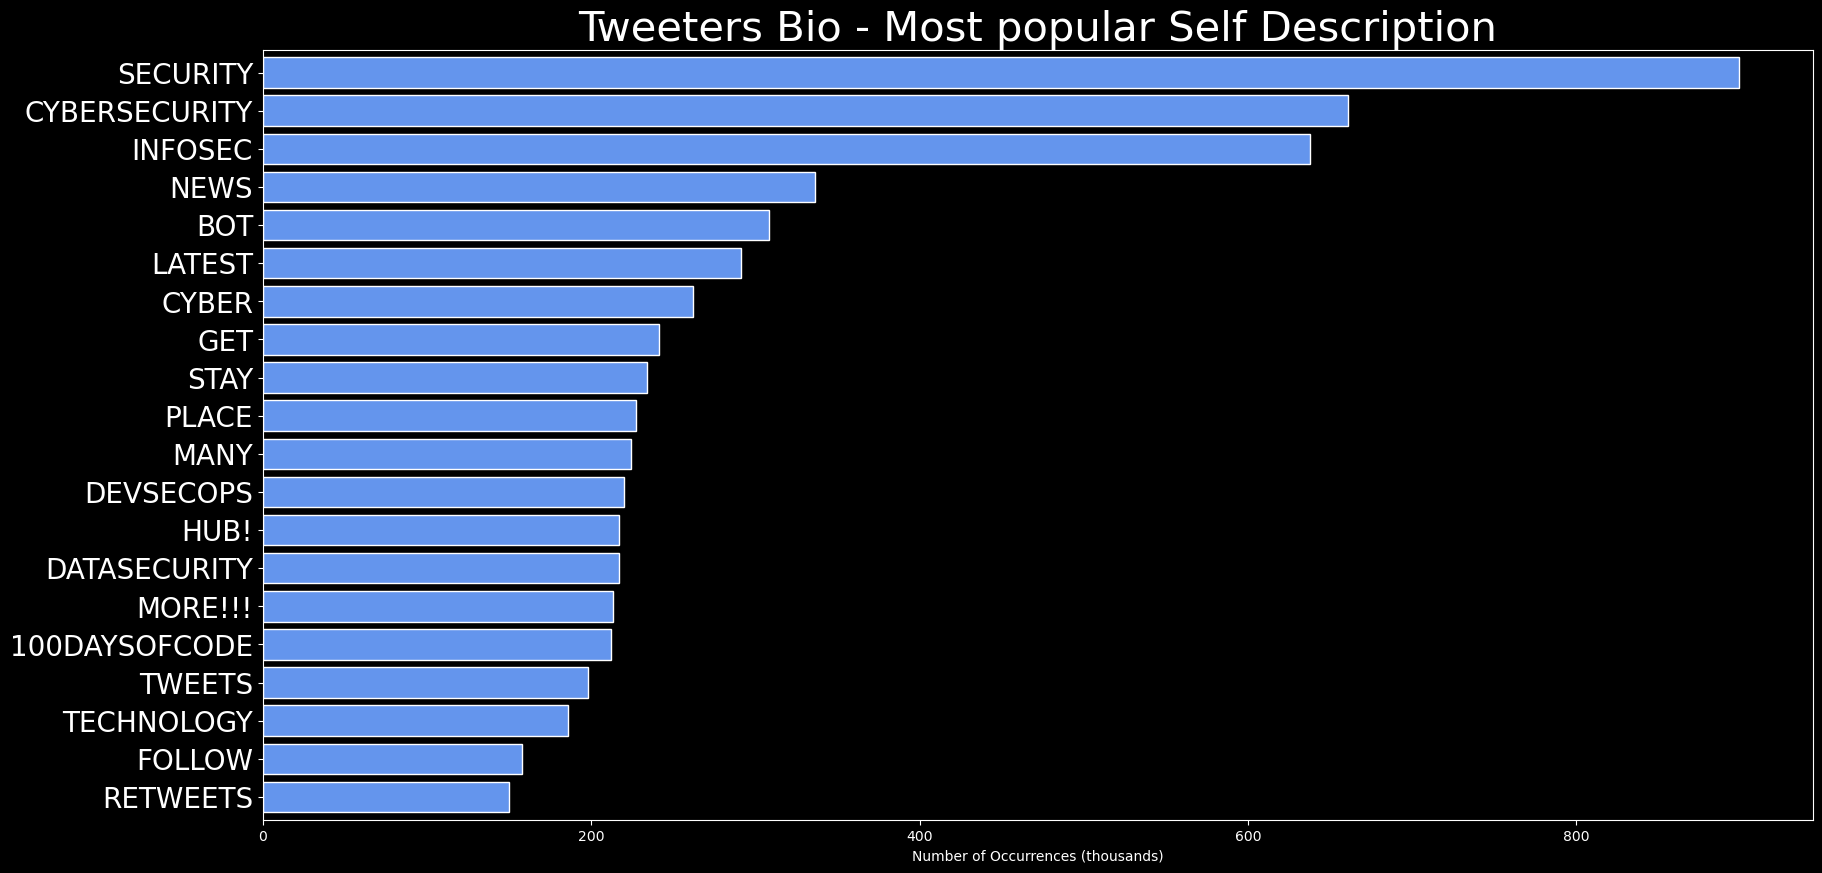 Tweeters Bio - Most popular Self Description
SECURITY
CYBERSECURITY
INFOSEC
NEWS
BOT
LATEST
CYBER
GET
STAY
PLACE
MANY
DEVSECOPS
HUB!
DATASECURITY
MORE!!!
100DAYSOFCODE
TWEETS
TECHNOLOGY
FOLLOW
RETWEETS
0 200 400 600 800
Number of Occurrences (thousands)